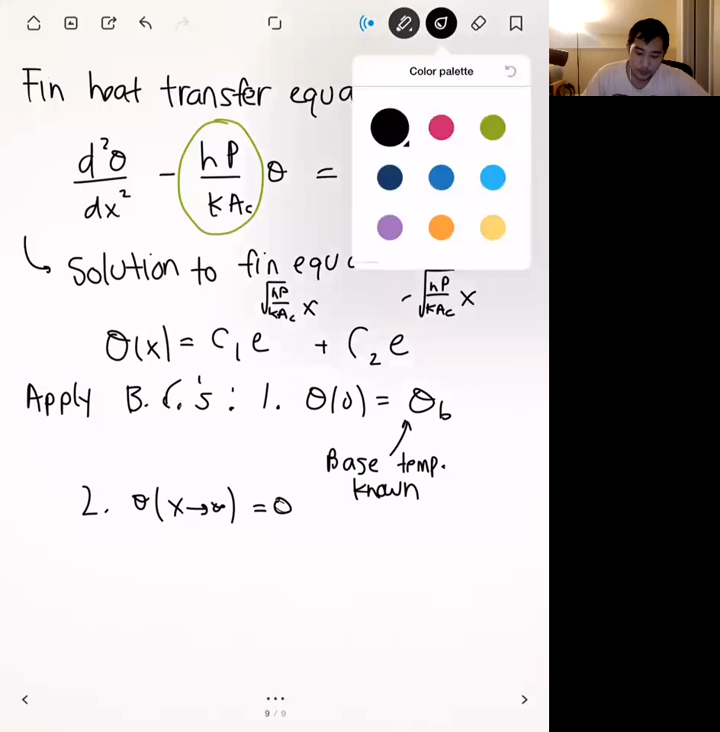 Color palette
Fin heat transfer equa
d²θ/dx² - hP/kAc θ =
↳ Solution to fin equa
θ(x) = C₁e^(√(hP/kAc) x) + C₂e^(-√(hP/kAc) x)
Apply B.C.'s: 1. θ(0) = θb
Base temp.
known
2. θ(x→∞) = 0
9 / 9